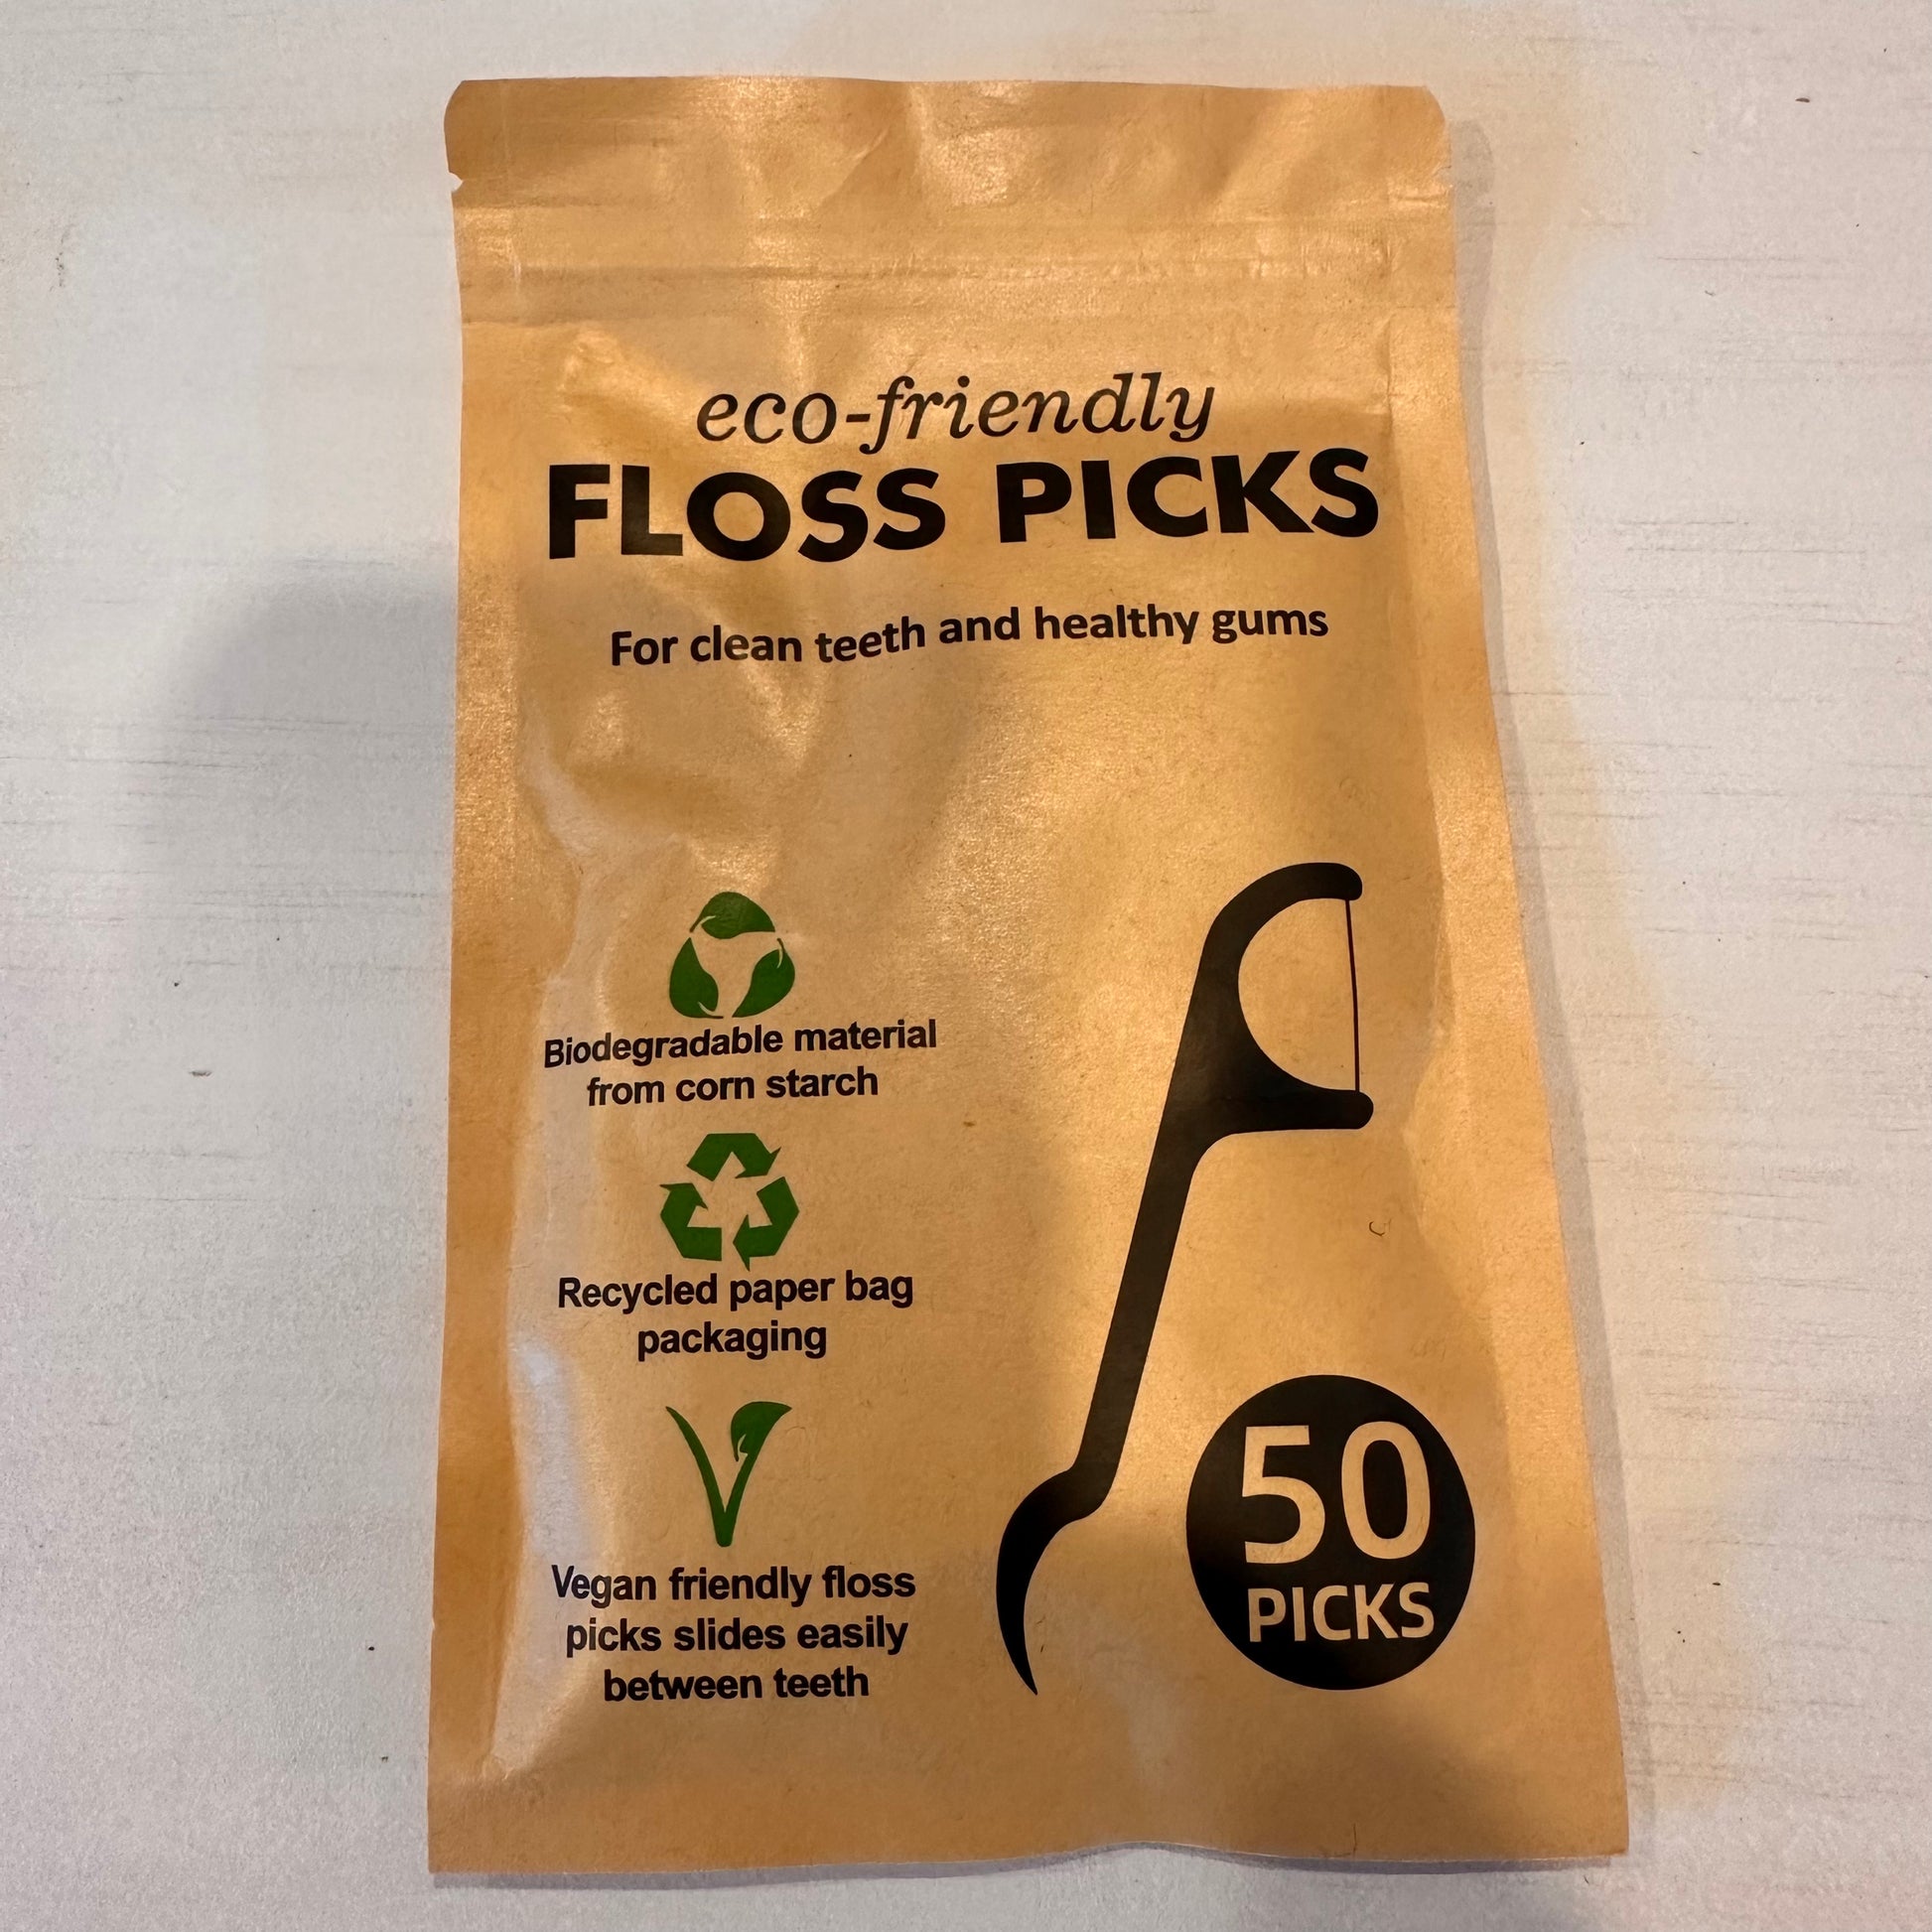 eco-friendly
FLOSS PICKS
For clean teeth and healthy gums
Biodegradable material
from corn starch
Recycled paper bag
packaging
Vegan friendly floss
picks slides easily
between teeth
50
PICKS